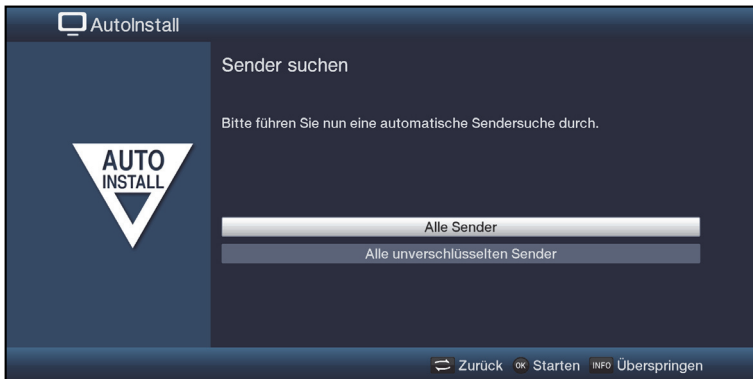 AutoInstall
Sender suchen
Bitte führen Sie nun eine automatische Sendersuche durch.
AUTO
INSTALL
Alle Sender
Alle unverschlüsselten Sender
Zurück OK Starten INFO Überspringen